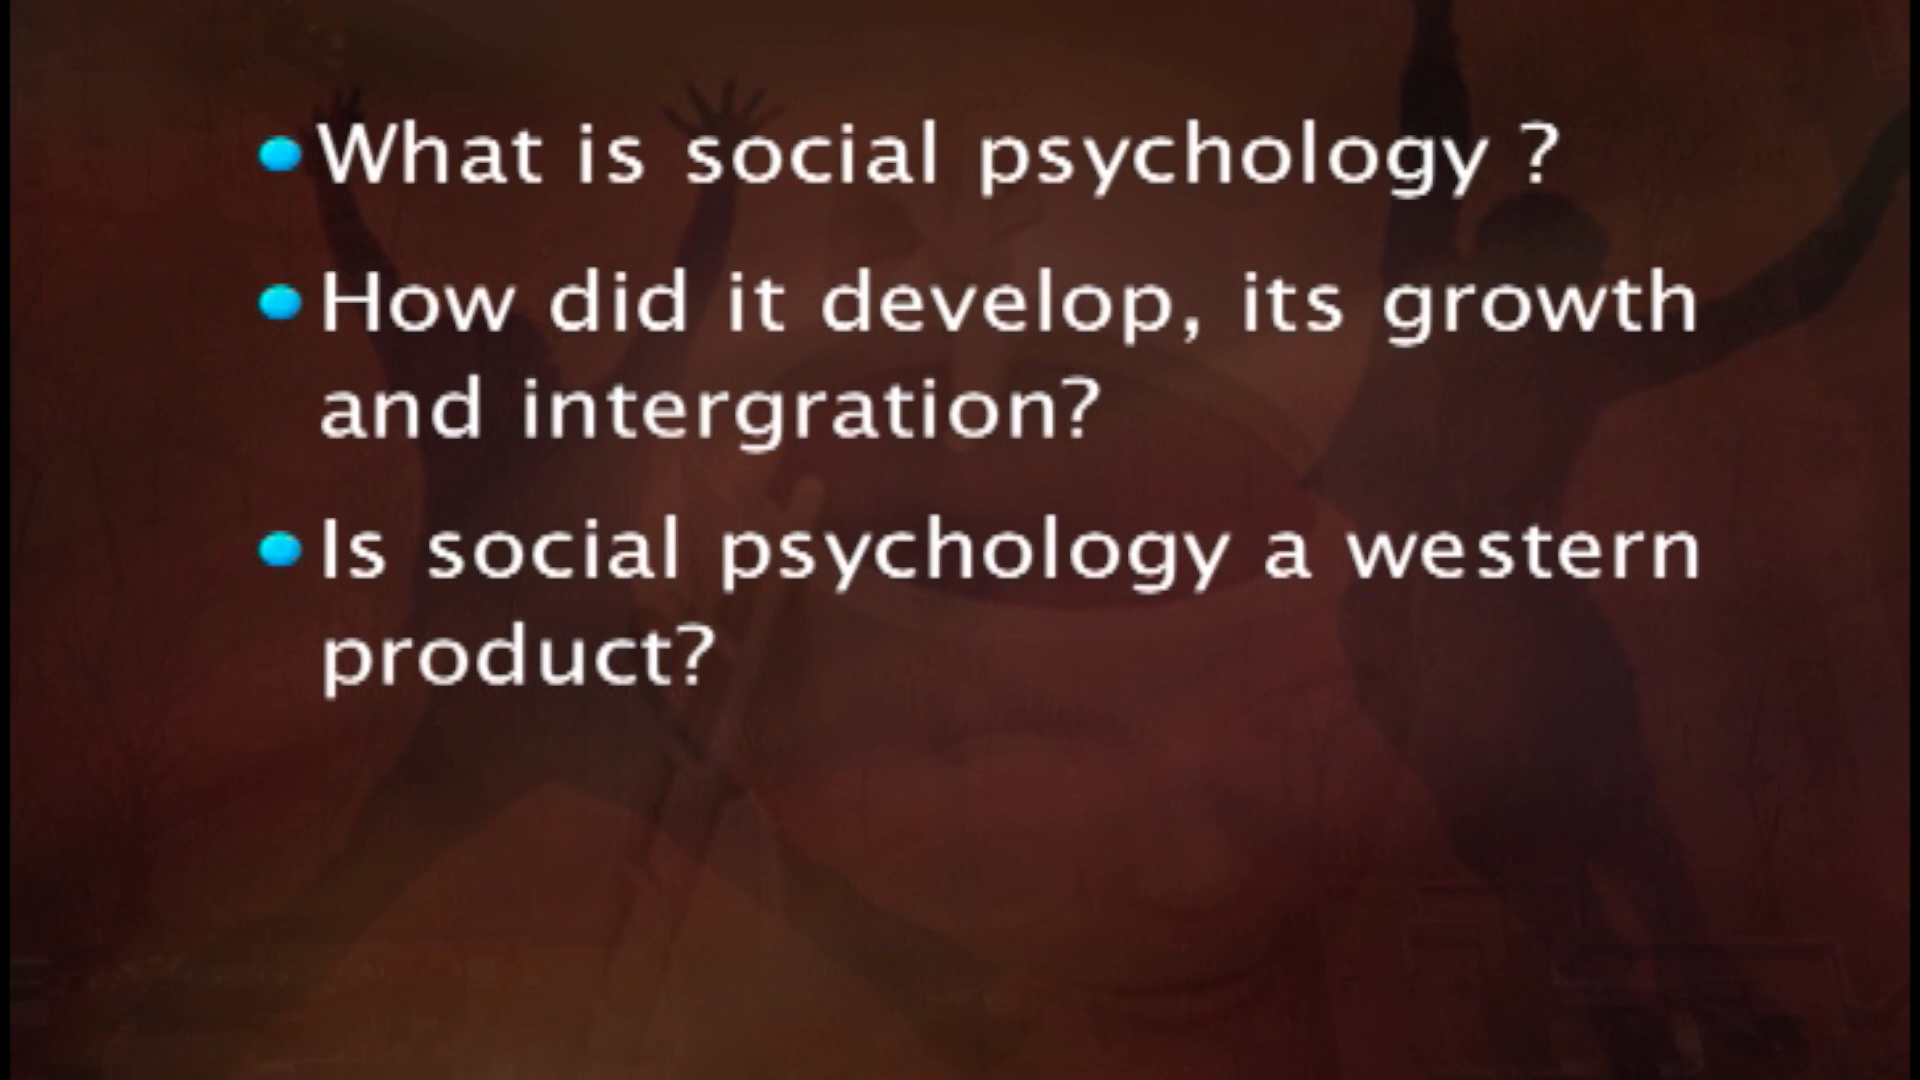 What is social psychology ?
How did it develop, its growth
and intergration?
Is social psychology a western
product?